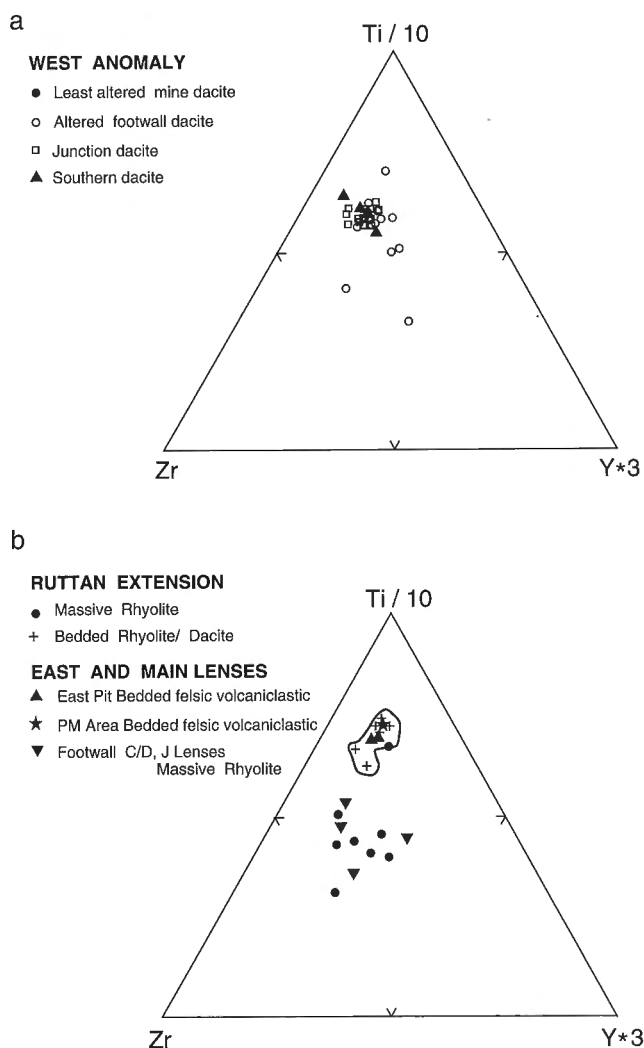 a
Ti / 10
WEST ANOMALY
Least altered mine dacite
Altered footwall dacite
Junction dacite
Southern dacite
Zr
Y*3
b
RUTTAN EXTENSION
Ti / 10
Massive Rhyolite
Bedded Rhyolite/ Dacite
EAST AND MAIN LENSES
East Pit Bedded felsic volcaniclastic
PM Area Bedded felsic volcaniclastic
Footwall C/D, J Lenses
Massive Rhyolite
Zr
Y*3